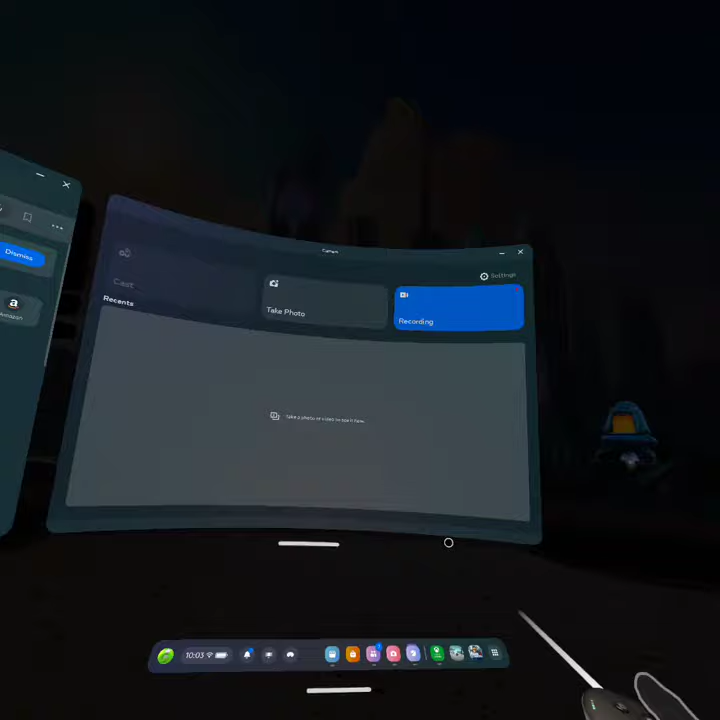 Camera
Settings
Cast
Take Photo
Recording
Recents
Take a photo or video to see it here.
Dismiss
a
Amazon
10:03